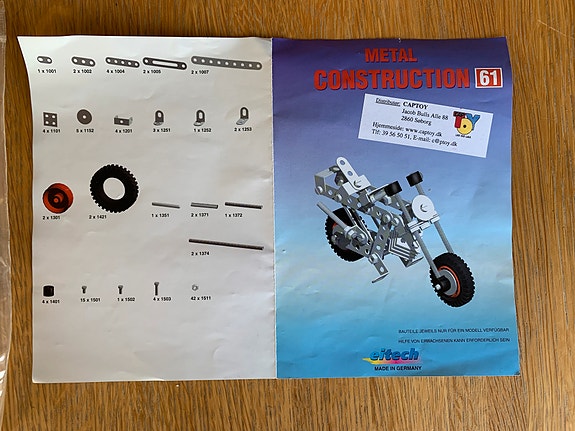 1 x 1001
2 x 1002
4 x 1004
2 x 1005
2 x 1007
4 x 1101
5 x 1152
4 x 1201
3 x 1251
1 x 1252
2 x 1253
2 x 1301
2 x 1421
1 x 1351
2 x 1371
1 x 1372
2 x 1374
4 x 1401
15 x 1501
1 x 1502
4 x 1503
42 x 1511
METAL
CONSTRUCTION 61
Distributør: CAPTOY
Jacob Bulls Alle 88
2860 Søborg
Hjemmeside: www.captoy.dk
Tlf: 39 56 50 51, E-mail: c@ptoy.dk
TOY
BAUTEILE JEWEILS NUR FÜR EIN MODELL VERFÜGBAR
HILFE VON ERWACHSENEN KANN ERFORDERLICH SEIN
eitech
MADE IN GERMANY